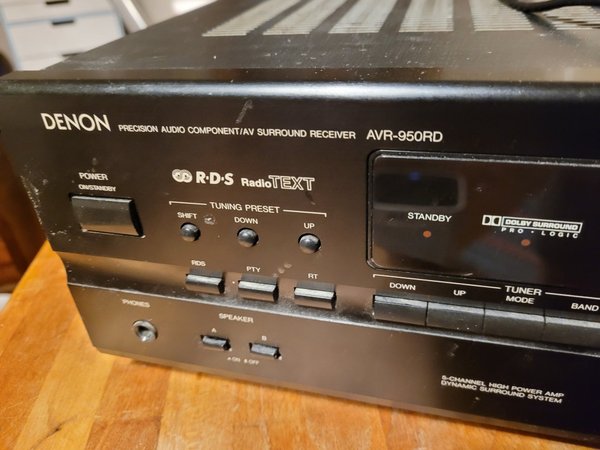 DENON PRECISION AUDIO COMPONENT/AV SURROUND RECEIVER AVR-950RD
POWER
ON/STANDBY
R·D·S RadioTEXT
TUNING PRESET
SHIFT DOWN UP
STANDBY
DOLBY SURROUND
PRO·LOGIC
RDS PTY RT
TUNER
DOWN UP MODE BAND
PHONES
SPEAKER
A B
ON OFF
5-CHANNEL HIGH POWER AMP
DYNAMIC SURROUND SYSTEM